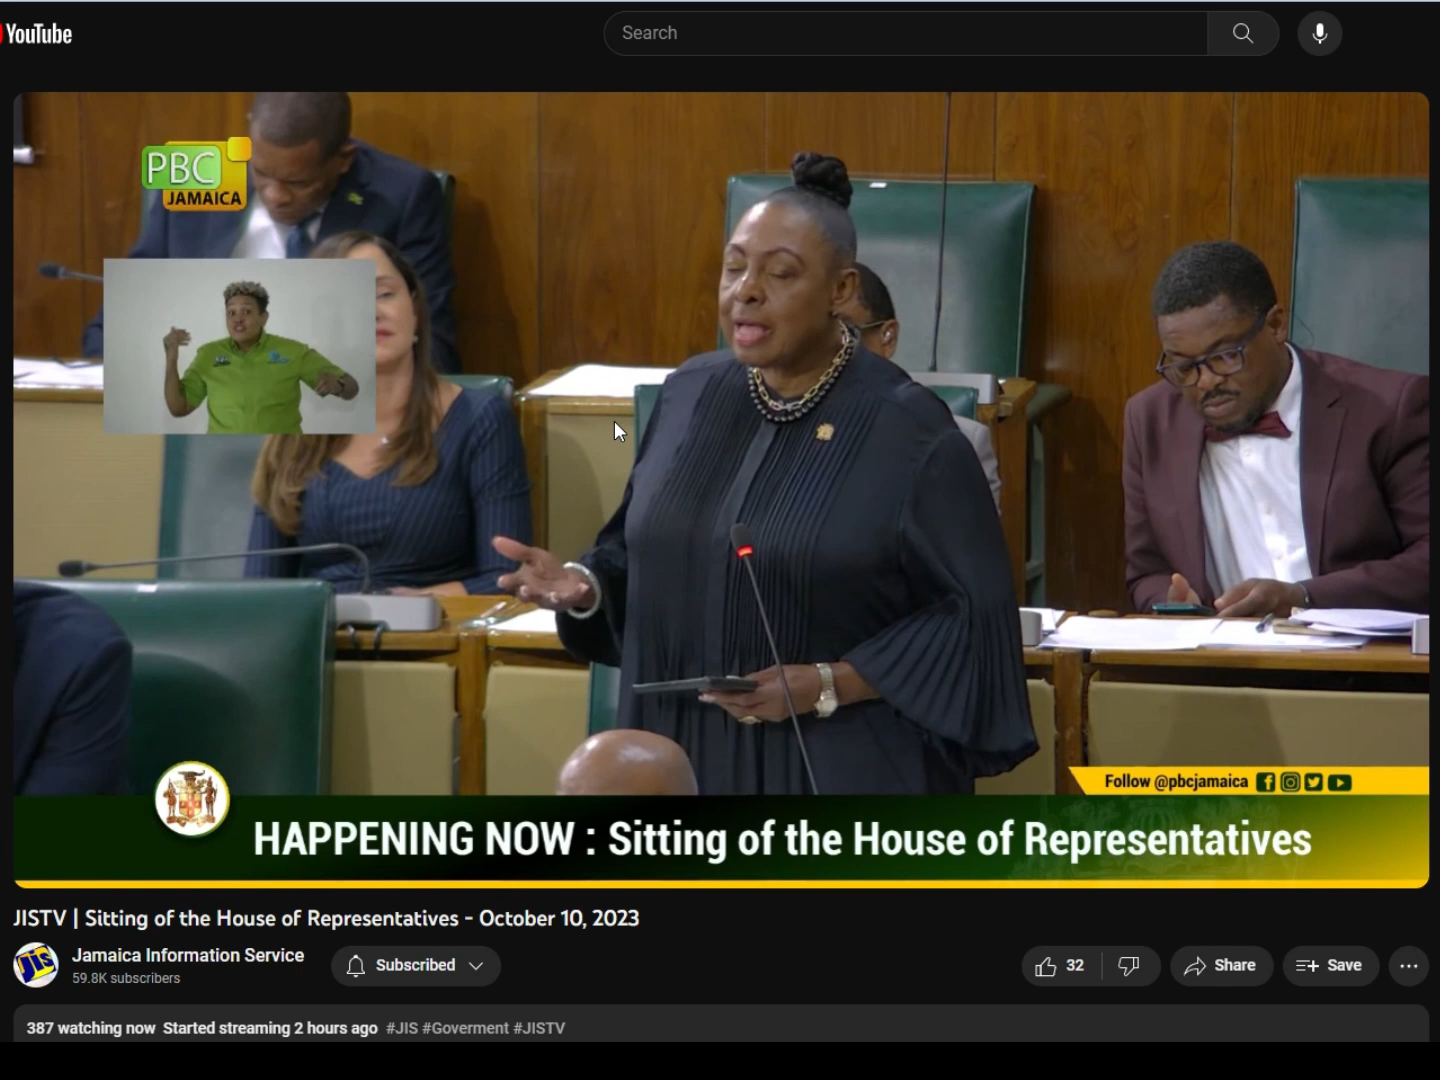 YouTube
Search
PBC
JAMAICA
Follow @pbcjamaica
HAPPENING NOW : Sitting of the House of Representatives
JISTV | Sitting of the House of Representatives - October 10, 2023
Jis
Jamaica Information Service
59.8K subscribers
Subscribed
32
Share
Save
387 watching now Started streaming 2 hours ago #JIS #Goverment #JISTV